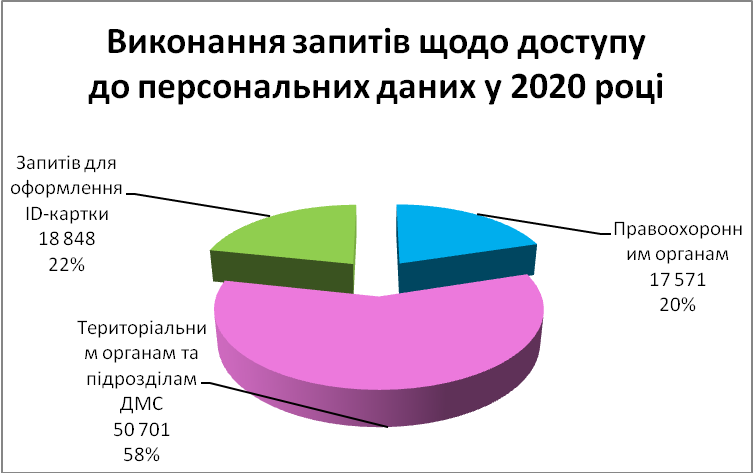 Виконання запитів щодо доступу
до персональних даних у 2020 році
Запитів для
оформлення
ID-картки
18 848
22%
Правоохоронн
им органам
17 571
20%
Територіальни
м органам та
підрозділам
ДМС
50 701
58%